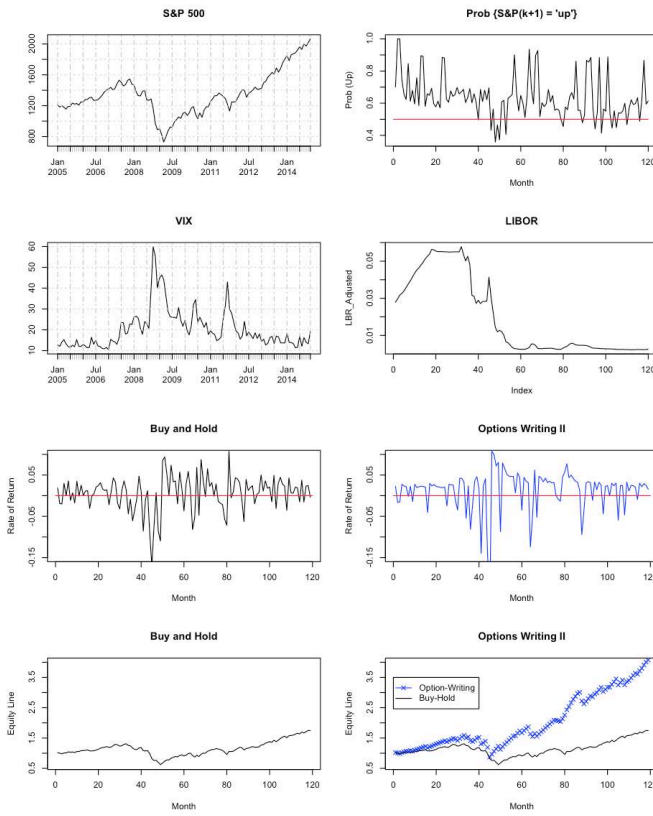 S&P 500
2000
1600
1200
800
Jan
2005
Jul
2006
Jan
2008
Jul
2009
Jan
2011
Jul
2012
Jan
2014
Prob {S&P(k+1) = 'up'}
Prob (Up)
1.0
0.8
0.6
0.4
0 20 40 60 80 100 120
Month
VIX
60
50
40
30
20
10
Jan
2005
Jul
2006
Jan
2008
Jul
2009
Jan
2011
Jul
2012
Jan
2014
LIBOR
LBR_Adjusted
0.05
0.03
0.01
0 20 40 60 80 100 120
Index
Buy and Hold
Rate of Return
0.05
-0.05
-0.15
0 20 40 60 80 100 120
Month
Options Writing II
Rate of Return
0.05
-0.05
-0.15
0 20 40 60 80 100 120
Month
Buy and Hold
Equity Line
3.5
2.5
1.5
0.5
0 20 40 60 80 100 120
Month
Options Writing II
Equity Line
3.5
2.5
1.5
0.5
Option-Writing
Buy-Hold
0 20 40 60 80 100 120
Month